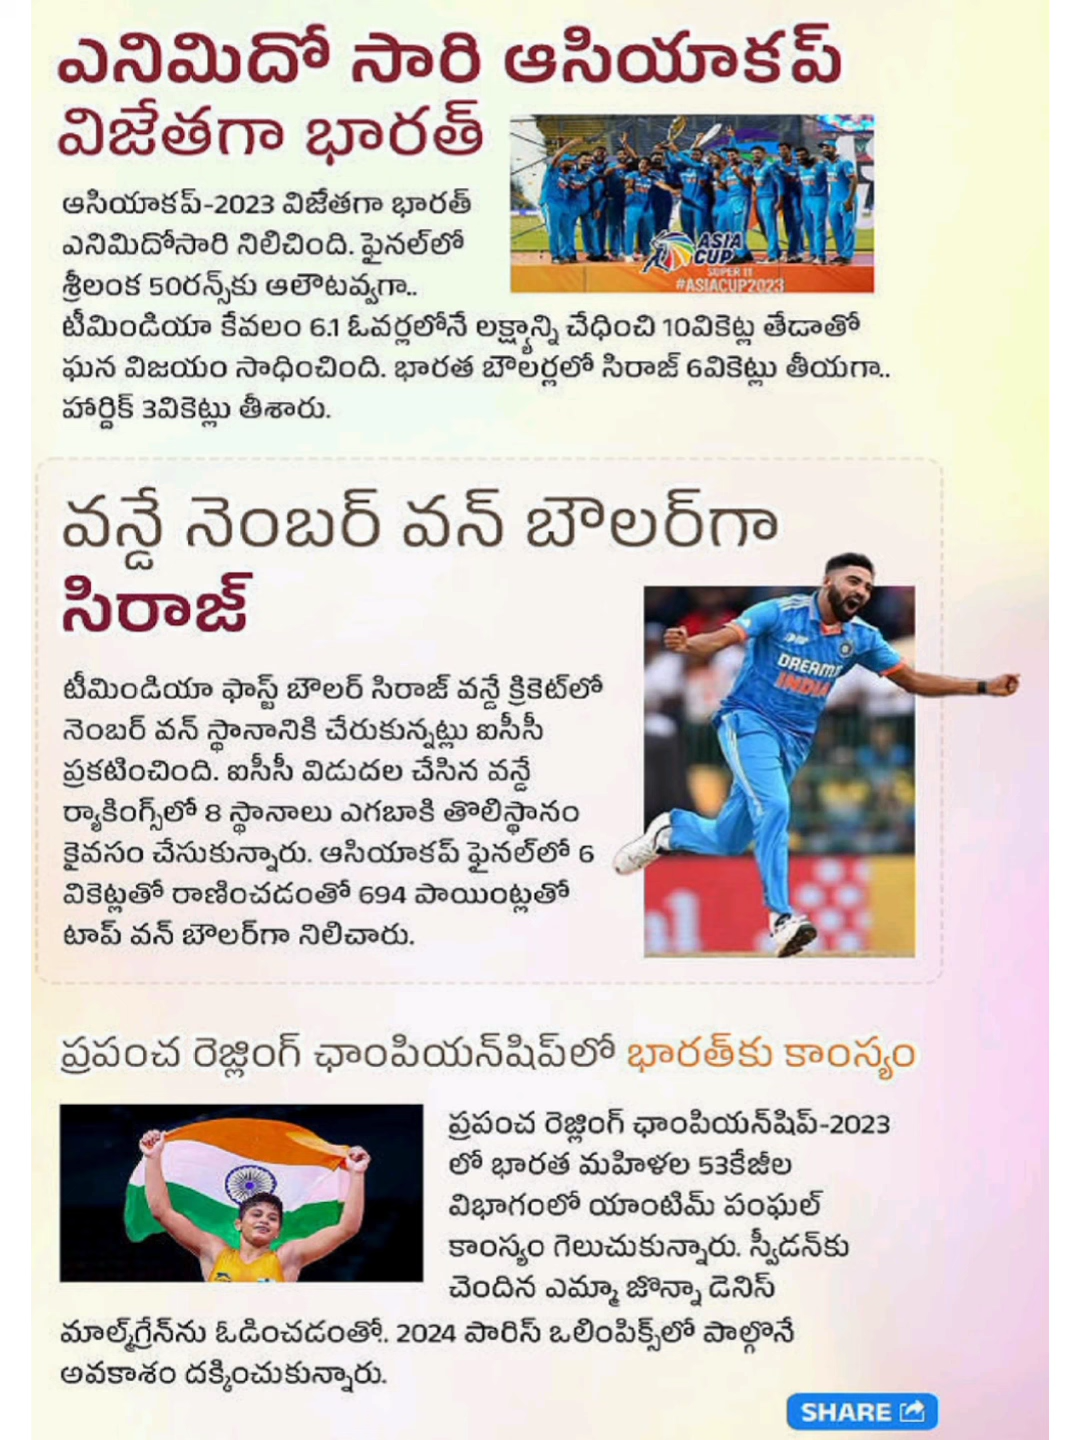 ఎనిమిదో సారి ఆసియాకప్
విజేతగా భారత్
ఆసియాకప్-2023 విజేతగా భారత్
ఎనిమిదోసారి నిలిచింది. ఫైనల్‌లో
శ్రీలంక 50రన్స్‌కు ఆలౌటవ్వగా..
టీమిండియా కేవలం 6.1 ఓవర్లలోనే లక్ష్యాన్ని చేధించి 10వికెట్ల తేడాతో
ఘన విజయం సాధించింది. భారత బౌలర్లలో సిరాజ్ 6వికెట్లు తీయగా..
హార్దిక్ 3వికెట్లు తీశారు.
ASIA
CUP
SUPER 11
#ASIACUP2023
వన్డే నెంబర్ వన్ బౌలర్‌గా
సిరాజ్
టీమిండియా ఫాస్ట్ బౌలర్ సిరాజ్ వన్డే క్రికెట్‌లో
నెంబర్ వన్ స్థానానికి చేరుకున్నట్లు ఐసీసీ
ప్రకటించింది. ఐసీసీ విడుదల చేసిన వన్డే
ర్యాకింగ్స్‌లో 8 స్థానాలు ఎగబాకి తొలిస్థానం
కైవసం చేసుకున్నారు. ఆసియాకప్ ఫైనల్‌లో 6
వికెట్లతో రాణించడంతో 694 పాయింట్లతో
టాప్ వన్ బౌలర్‌గా నిలిచారు.
DREAM11
INDIA
ప్రపంచ రెజ్లింగ్ ఛాంపియన్‌షిప్‌లో భారత్‌కు కాంస్యం
ప్రపంచ రెజ్లింగ్ ఛాంపియన్‌షిప్-2023
లో భారత మహిళల 53కేజీల
విభాగంలో యాంటిమ్ పంఘల్
కాంస్యం గెలుచుకున్నారు. స్వీడన్‌కు
చెందిన ఎమ్మా జొన్నా డెనిస్
మాల్మ్‌గ్రేన్‌ను ఓడించడంతో.. 2024 పారిస్ ఒలింపిక్స్‌లో పాల్గొనే
అవకాశం దక్కించుకున్నారు.
SHARE